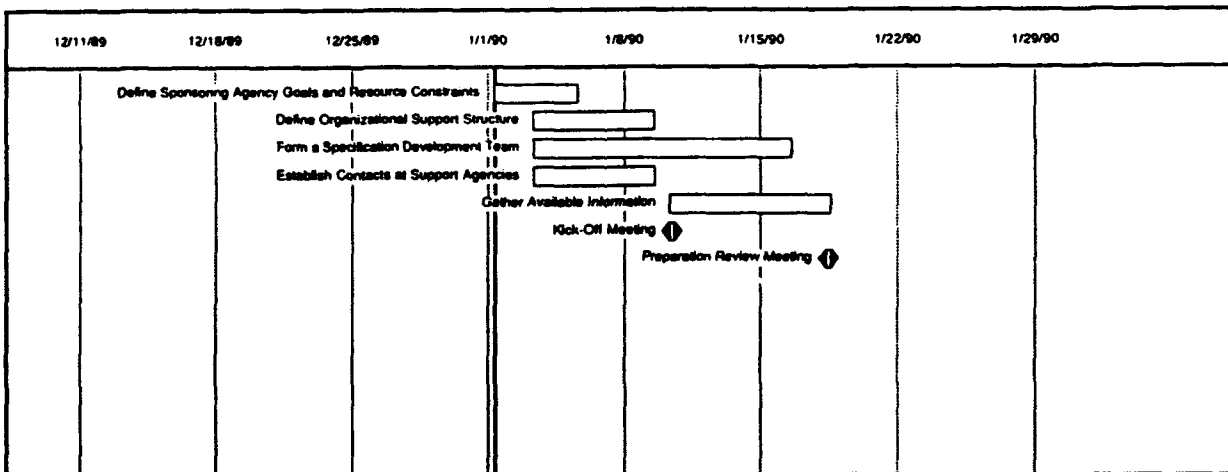 12/11/89 12/18/89 12/25/89 1/1/90 1/8/90 1/15/90 1/22/90 1/29/90
Define Sponsoring Agency Goals and Resource Constraints
Define Organizational Support Structure
Form a Specification Development Team
Establish Contacts at Support Agencies
Gather Available Information
Kick-Off Meeting
Preparation Review Meeting